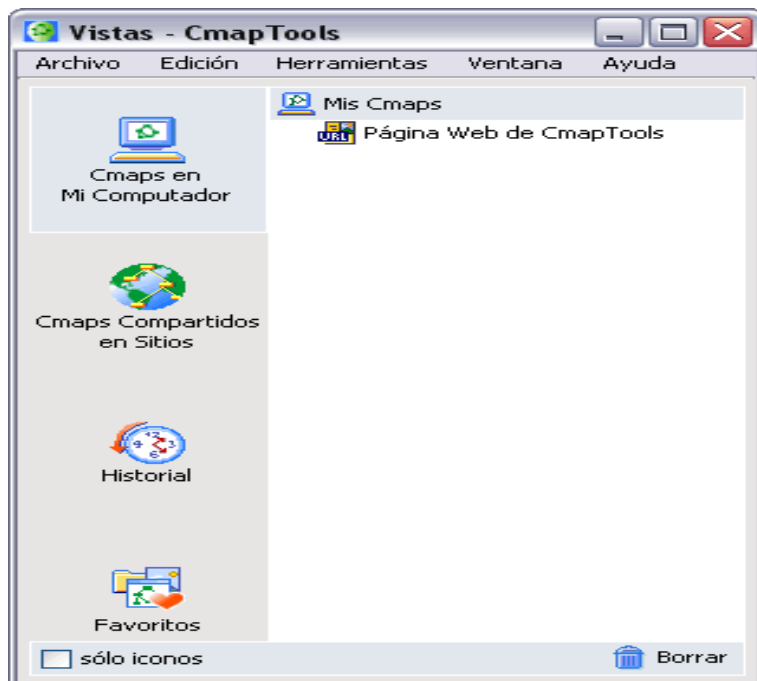 Vistas - CmapTools
Archivo Edición Herramientas Ventana Ayuda
Cmaps en
Mi Computador
Cmaps Compartidos
en Sitios
Historial
Favoritos
Mis Cmaps
URL Página Web de CmapTools
sólo iconos
Borrar